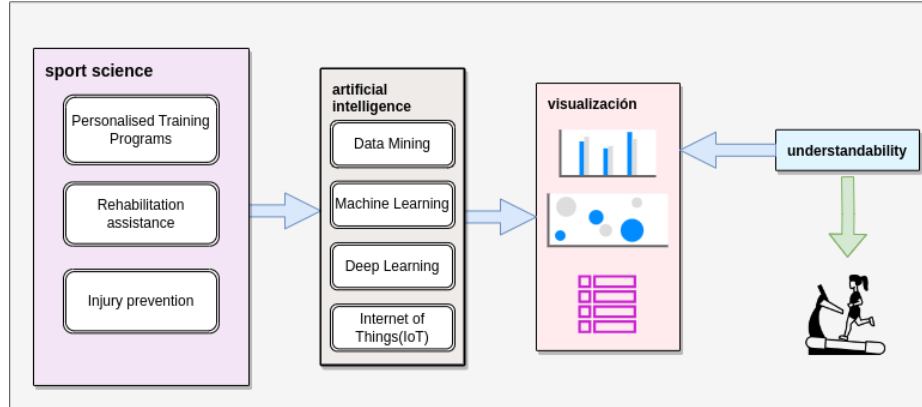 sport science
Personalised Training
Programs
Rehabilitation
assistance
Injury prevention
artificial
intelligence
Data Mining
Machine Learning
Deep Learning
Internet of
Things(IoT)
visualización
understandability